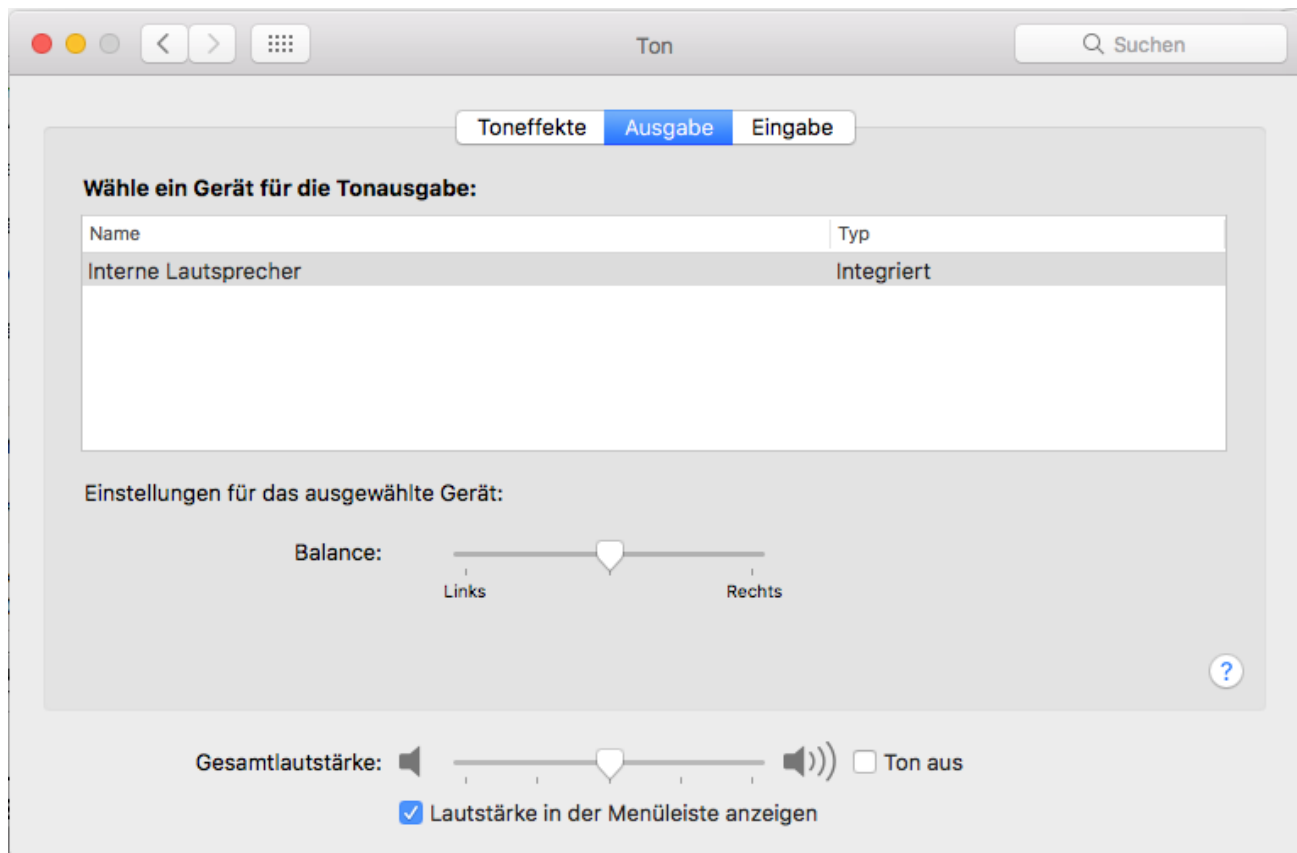 Ton
Suchen
Toneffekte Ausgabe Eingabe
Wähle ein Gerät für die Tonausgabe:
Name Typ
Interne Lautsprecher Integriert
Einstellungen für das ausgewählte Gerät:
Balance:
Links Rechts
?
Gesamtlautstärke: Ton aus
Lautstärke in der Menüleiste anzeigen